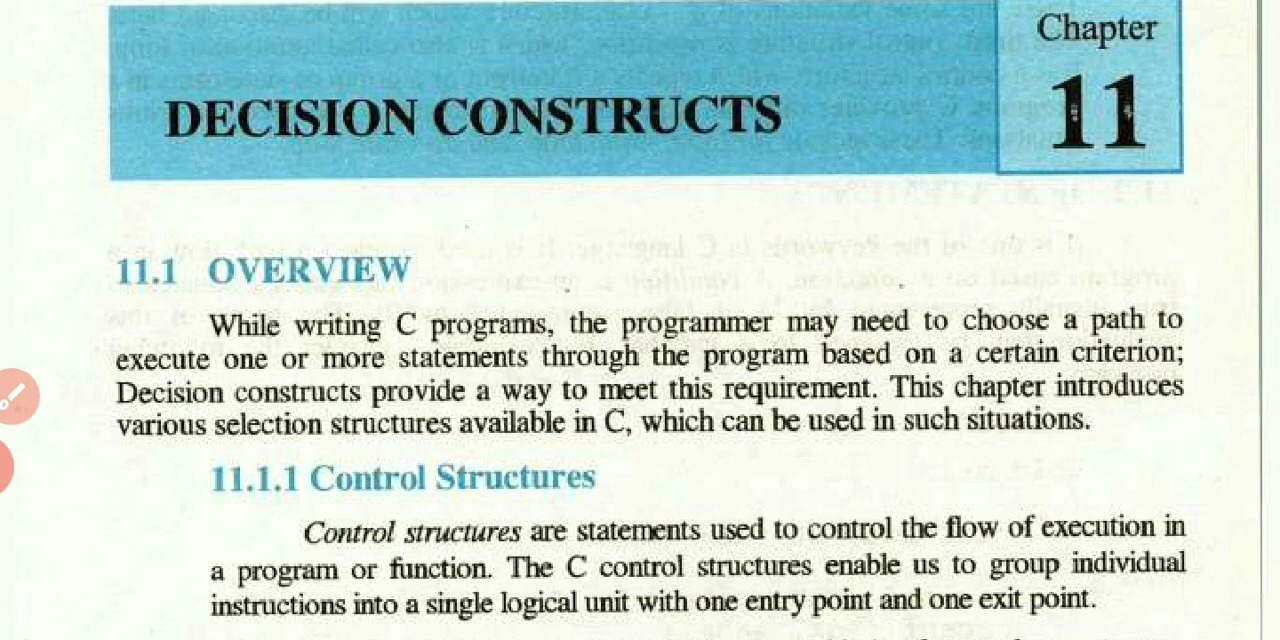 Chapter
11
DECISION CONSTRUCTS
11.1 OVERVIEW
While writing C programs, the programmer may need to choose a path to
execute one or more statements through the program based on a certain criterion;
Decision constructs provide a way to meet this requirement. This chapter introduces
various selection structures available in C, which can be used in such situations.
11.1.1 Control Structures
Control structures are statements used to control the flow of execution in
a program or function. The C control structures enable us to group individual
instructions into a single logical unit with one entry point and one exit point.